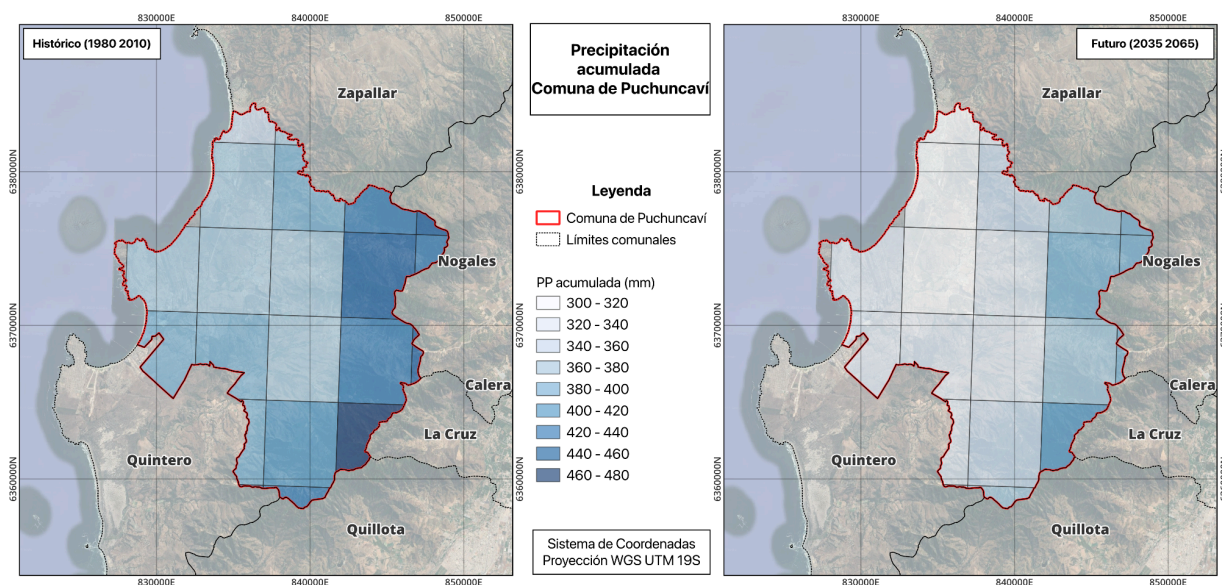 830000E
840000E
850000E
830000E
840000E
850000E
Histórico (1980 2010)
Precipitación
acumulada
Comuna de Puchuncaví
Futuro (2035 2065)
Zapallar
Zapallar
6380000N
6380000N
6380000N
Leyenda
Comuna de Puchuncaví
Límites comunales
Nogales
Nogales
PP acumulada (mm)
300 - 320
320 - 340
340 - 360
360 - 380
380 - 400
400 - 420
420 - 440
440 - 460
460 - 480
6370000N
6370000N
6370000N
Calera
Calera
La Cruz
La Cruz
Quintero
Quintero
6360000N
6360000N
6360000N
Quillota
Quillota
Sistema de Coordenadas
Proyección WGS UTM 19S
830000E
840000E
850000E
830000E
840000E
850000E